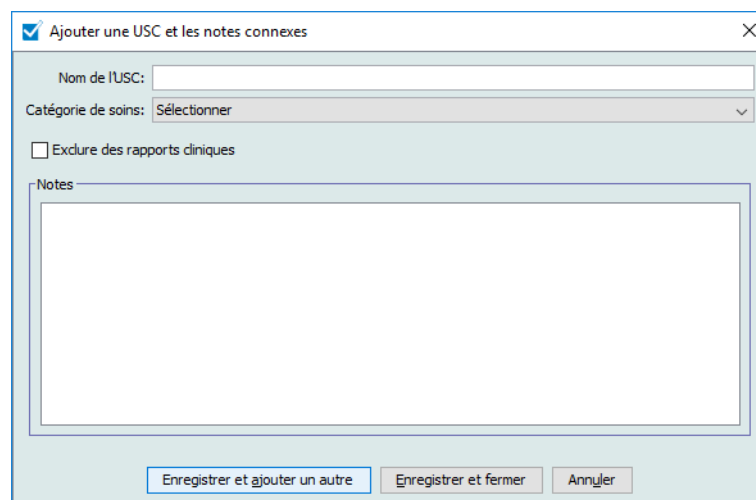 Ajouter une USC et les notes connexes
Nom de l'USC:
Catégorie de soins: Sélectionner
Exclure des rapports cliniques
Notes
Enregistrer et ajouter un autre Enregistrer et fermer Annuler